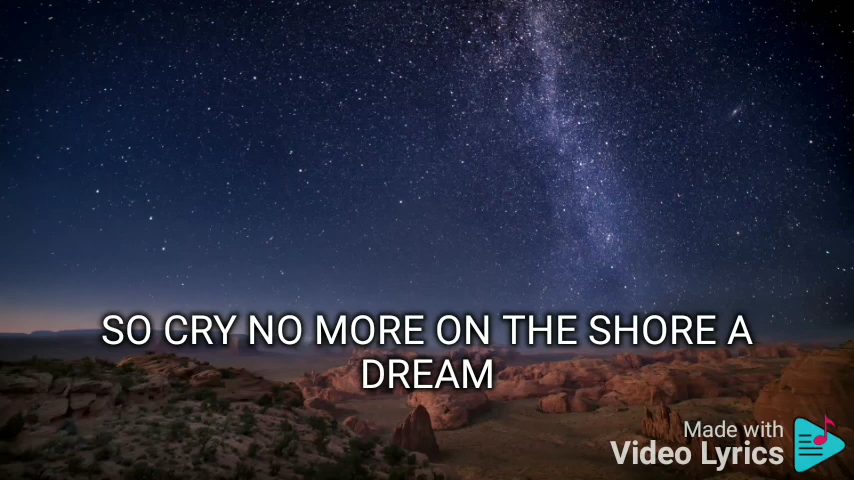 SO CRY NO MORE ON THE SHORE A
DREAM
Made with
Video Lyrics